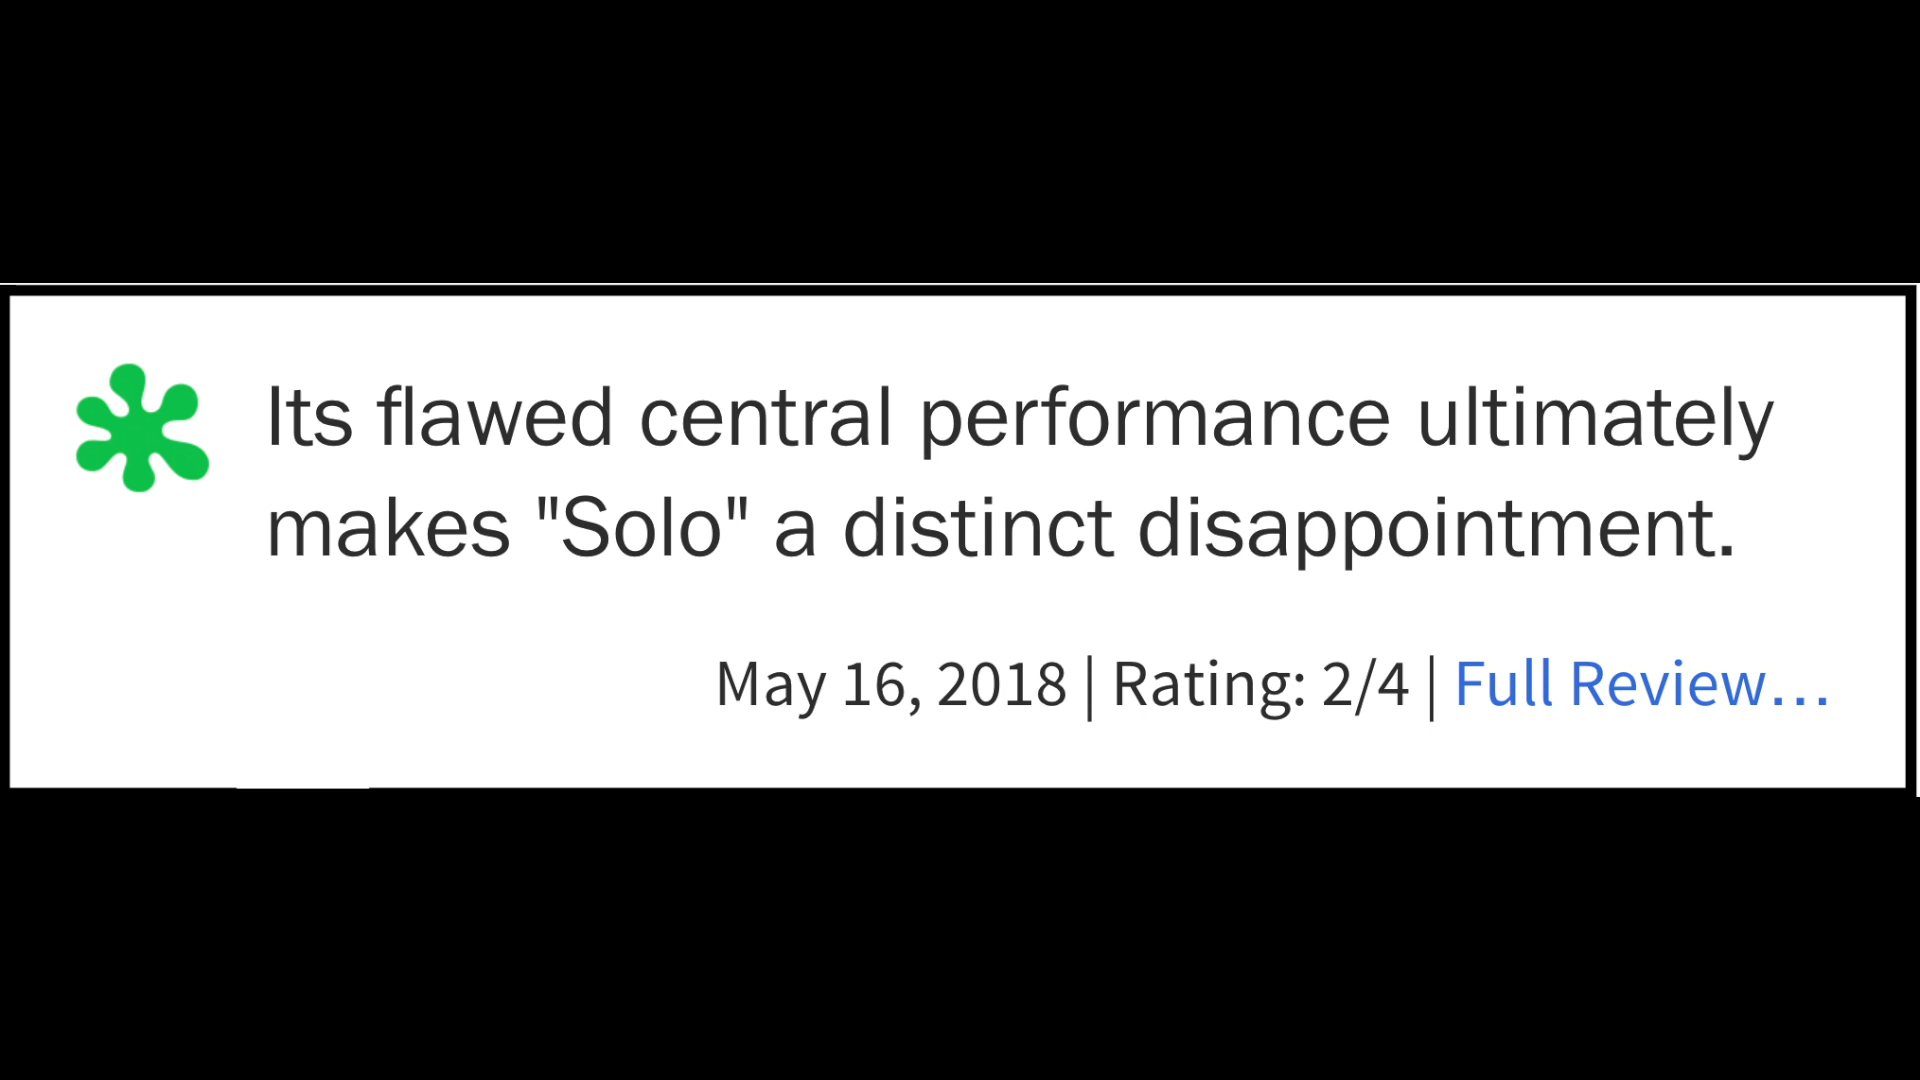 Its flawed central performance ultimately
makes "Solo" a distinct disappointment.
May 16, 2018 | Rating: 2/4 | Full Review…